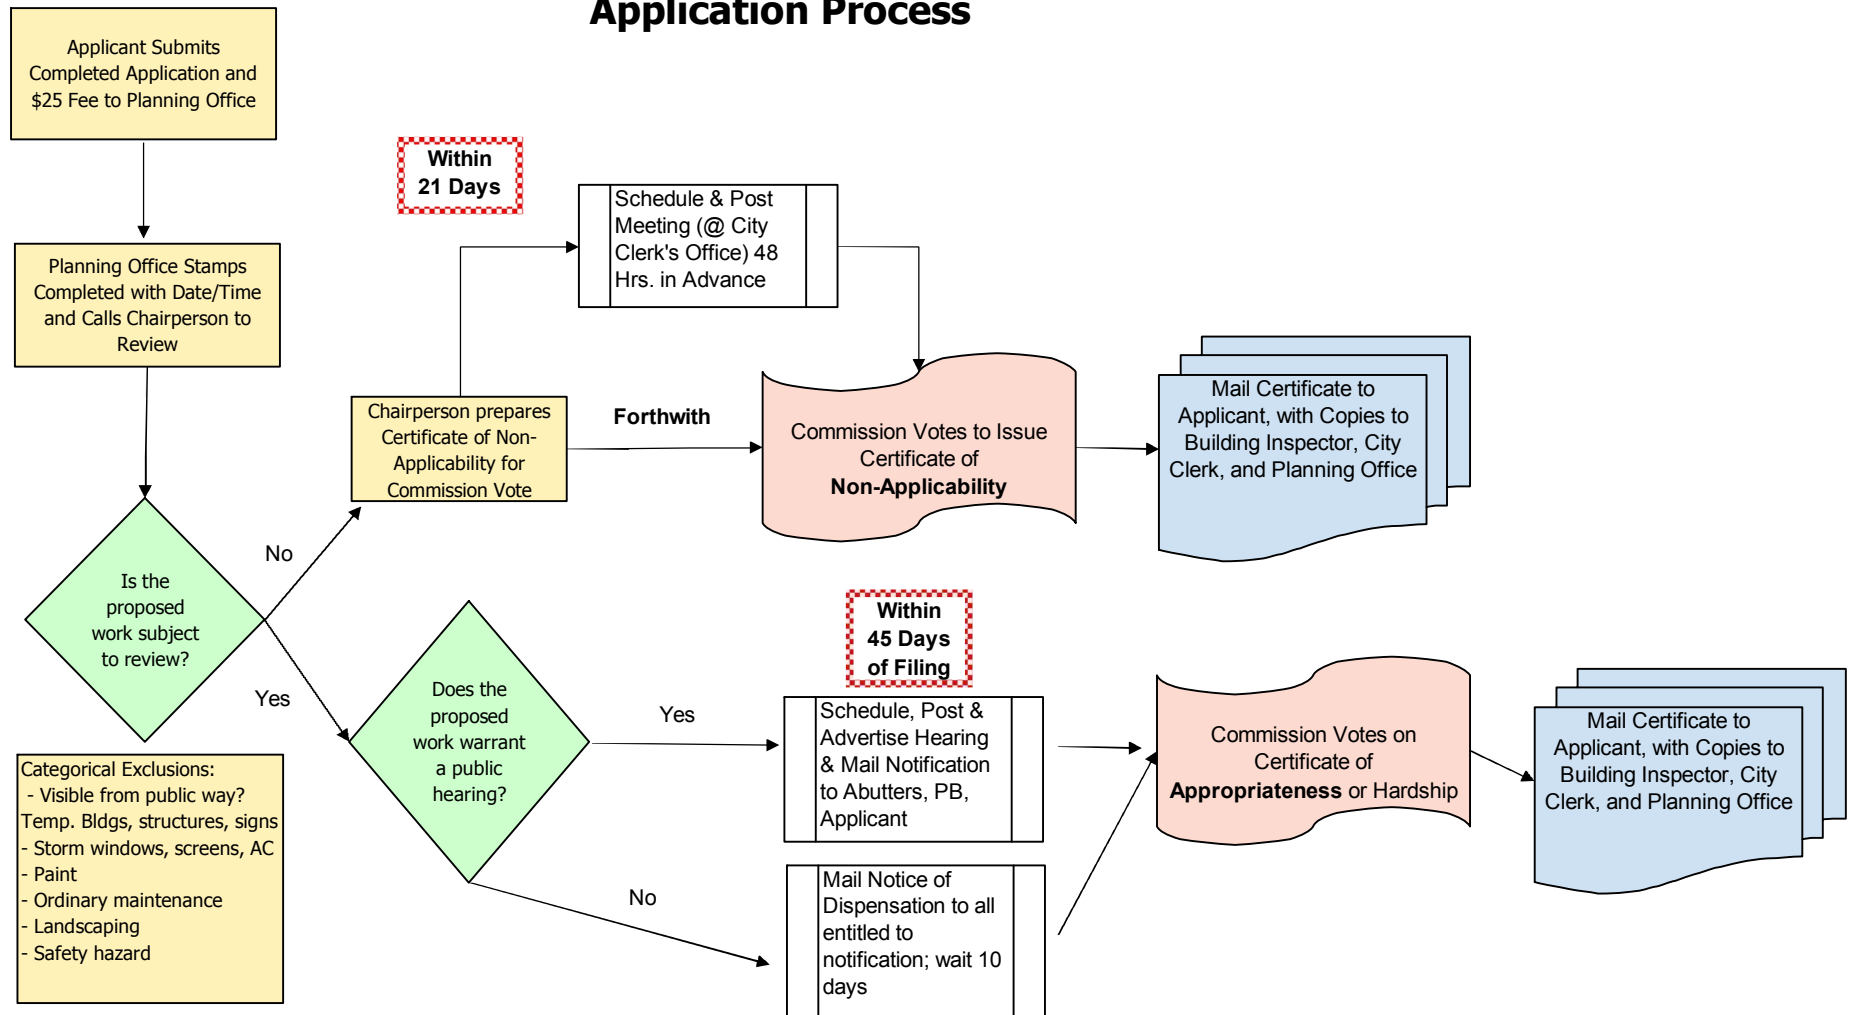 Application Process
Applicant Submits
Completed Application and
$25 Fee to Planning Office
Within
21 Days
Schedule & Post
Meeting (@ City
Clerk's Office) 48
Hrs. in Advance
Planning Office Stamps
Completed with Date/Time
and Calls Chairperson to
Review
Chairperson prepares
Certificate of Non-
Applicability for
Commission Vote
Forthwith
Commission Votes to Issue
Certificate of
Non-Applicability
Mail Certificate to
Applicant, with Copies to
Building Inspector, City
Clerk, and Planning Office
No
Is the
proposed
work subject
to review?
Yes
Within
45 Days
of Filing
Does the
proposed
work warrant
a public
hearing?
Yes
Schedule, Post &
Advertise Hearing
& Mail Notification
to Abutters, PB,
Applicant
Commission Votes on
Certificate of
Appropriateness or Hardship
Mail Certificate to
Applicant, with Copies to
Building Inspector, City
Clerk, and Planning Office
Categorical Exclusions:
- Visible from public way?
Temp. Bldgs, structures, signs
- Storm windows, screens, AC
- Paint
- Ordinary maintenance
- Landscaping
- Safety hazard
No
Mail Notice of
Dispensation to all
entitled to
notification; wait 10
days